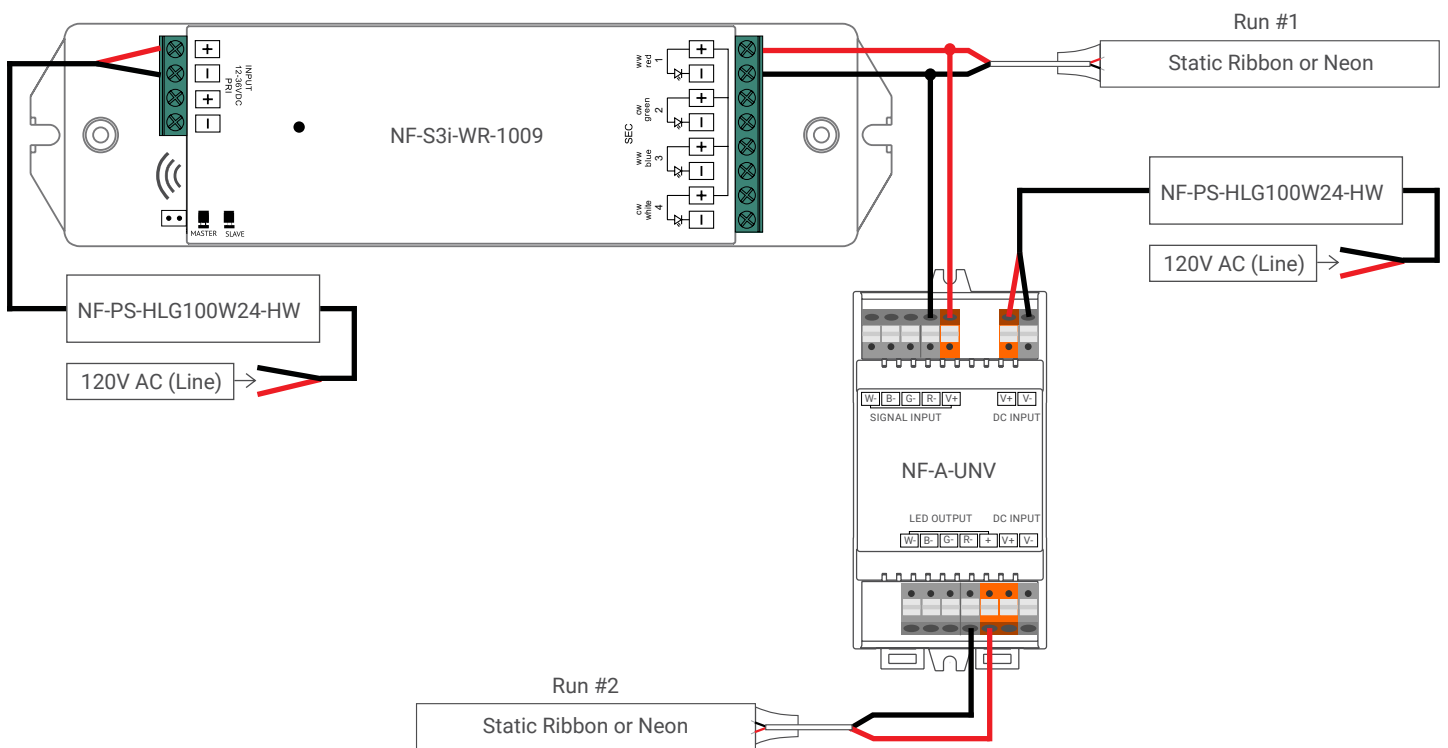 Run #1
Static Ribbon or Neon
+
−
+
−
INPUT
12-36VDC
PRI
NF-S3i-WR-1009
SEC
ww
red
1
+
−
cw
green
2
+
−
ww
blue
3
+
−
cw
white
4
+
−
MASTER SLAVE
NF-PS-HLG100W24-HW
120V AC (Line)
NF-PS-HLG100W24-HW
120V AC (Line)
W- B- G- R- V+ V+ V-
SIGNAL INPUT DC INPUT
NF-A-UNV
LED OUTPUT DC INPUT
W- B- G- R- + V+ V-
Run #2
Static Ribbon or Neon